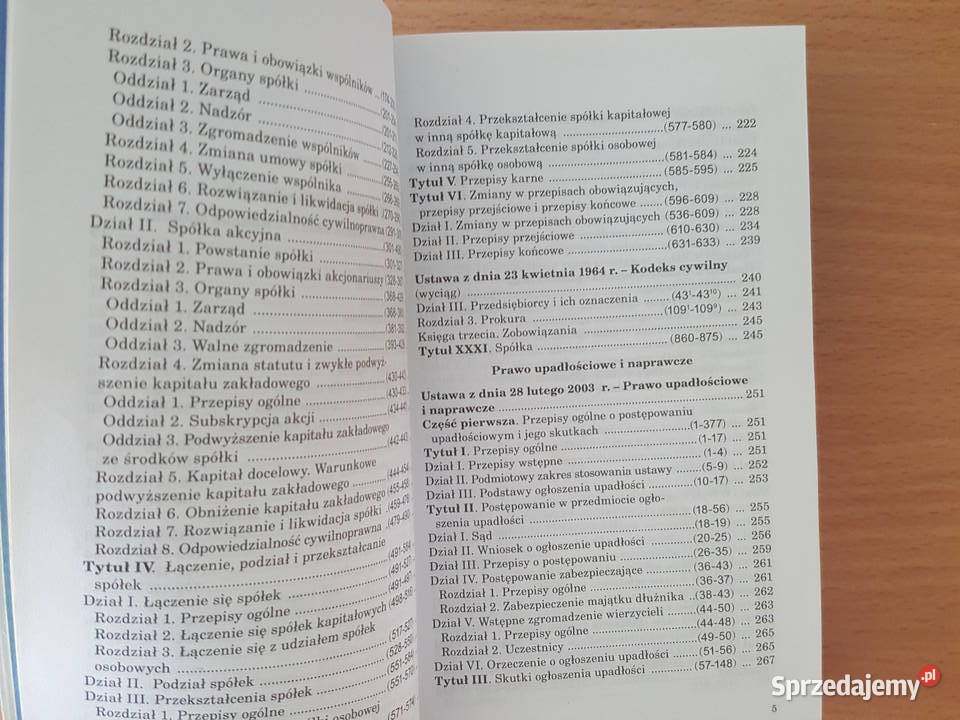 Rozdział 2. Prawa i obowiązki wspólników ...
Rozdział 3. Organy spółki
Oddział 1. Zarząd
Oddział 2. Nadzór
Oddział 3. Zgromadzenie wspólników
Rozdział 4. Zmiana umowy spółki
Rozdział 5. Wyłączenie wspólnika
Rozdział 6. Rozwiązanie i likwidacja spółki
Rozdział 7. Odpowiedzialność cywilnoprawna
Dział II. Spółka akcyjna
Rozdział 1. Powstanie spółki
Rozdział 2. Prawa i obowiązki akcjonariuszy
Rozdział 3. Organy spółki
Oddział 1. Zarząd
Oddział 2. Nadzór
Oddział 3. Walne zgromadzenie
Rozdział 4. Zmiana statutu i zwykłe podwyż-
szenie kapitału zakładowego
Oddział 1. Przepisy ogólne
Oddział 2. Subskrypcja akcji
Oddział 3. Podwyższenie kapitału zakładowego
ze środków spółki
Rozdział 5. Kapitał docelowy. Warunkowe
podwyższenie kapitału zakładowego
Rozdział 6. Obniżenie kapitału zakładowego
Rozdział 7. Rozwiązanie i likwidacja spółki
Rozdział 8. Odpowiedzialność cywilnoprawna
Tytuł IV. Łączenie, podział i przekształcanie
spółek
Dział I. Łączenie się spółek
Rozdział 1. Przepisy ogólne
Rozdział 2. Łączenie się spółek kapitałowych
Rozdział 3. Łączenie się z udziałem spółek
osobowych
Dział II. Podział spółek
Dział III. Przekształcenia spółek
Rozdział 1. Przepisy ogólne
osobowej
Rozdział 4. Przekształcenie spółki kapitałowej
w inną spółkę kapitałową (577-580) ... 222
Rozdział 5. Przekształcenie spółki osobowej
w inną spółkę osobową (581-584) ... 224
Tytuł V. Przepisy karne (585-595) ... 225
Tytuł VI. Zmiany w przepisach obowiązujących,
przepisy przejściowe i przepisy końcowe (596-609) ... 228
Dział I. Zmiany w przepisach obowiązujących (536-609) ... 228
Dział II. Przepisy przejściowe (610-630) ... 234
Dział III. Przepisy końcowe (631-633) ... 239
Ustawa z dnia 23 kwietnia 1964 r. – Kodeks cywilny
(wyciąg) 240
Dział III. Przedsiębiorcy i ich oznaczenia (43¹-43¹⁰) ... 241
Rozdział 3. Prokura (109¹-109⁹) ... 243
Księga trzecia. Zobowiązania 245
Tytuł XXXI. Spółka (860-875) ... 245
Prawo upadłościowe i naprawcze
Ustawa z dnia 28 lutego 2003 r. – Prawo upadłościowe
i naprawcze 251
Część pierwsza. Przepisy ogólne o postępowaniu
upadłościowym i jego skutkach (1-377) ... 251
Tytuł I. Przepisy ogólne (1-17) ... 251
Dział I. Przepisy wstępne (1-4) ... 251
Dział II. Podmiotowy zakres stosowania ustawy (5-9) ... 252
Dział III. Podstawy ogłoszenia upadłości (10-17) ... 253
Tytuł II. Postępowanie w przedmiocie ogło-
szenia upadłości (18-56) ... 255
Dział I. Sąd (18-19) ... 255
Dział II. Wniosek o ogłoszenie upadłości (20-25) ... 256
Dział III. Przepisy o postępowaniu (26-35) ... 259
Dział IV. Postępowanie zabezpieczające (36-43) ... 261
Rozdział 1. Przepisy ogólne (36-37) ... 261
Rozdział 2. Zabezpieczenie majątku dłużnika ..(38-43) ... 262
Dział V. Wstępne zgromadzenie wierzycieli (44-50) ... 263
Rozdział 1. Przepisy ogólne (44-48) ... 263
Rozdział 2. Uczestnicy (49-50) ... 265
Dział VI. Orzeczenie o ogłoszeniu upadłości (51-56) ... 265
Tytuł III. Skutki ogłoszenia upadłości (57-148) ... 267
5
Sprzedajemy.pl